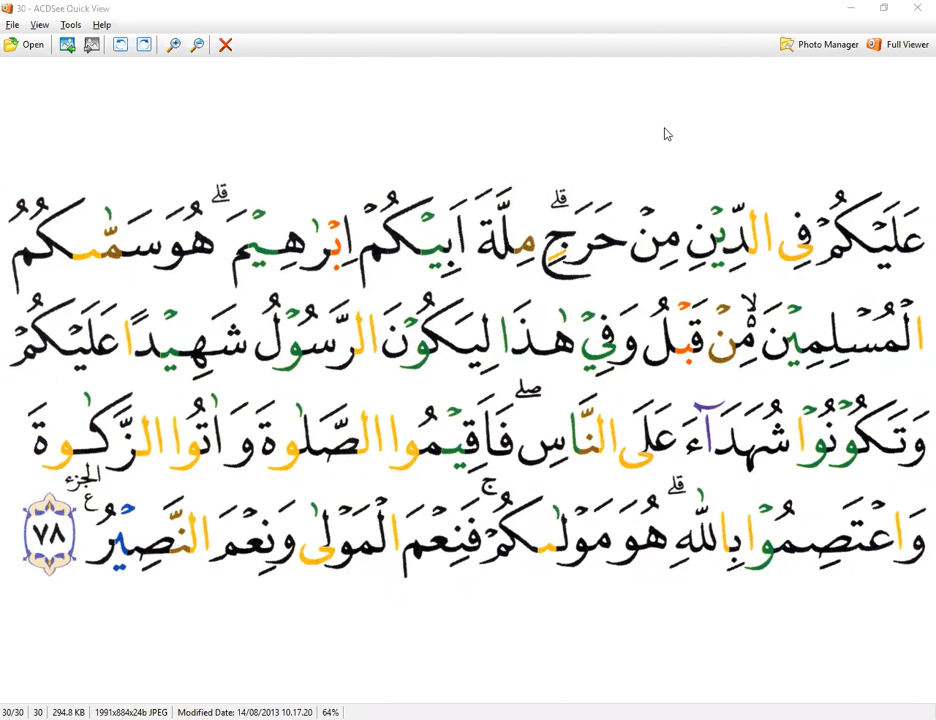 30 - ACDSee Quick View
File View Tools Help
Open Photo Manager Full Viewer
عَلَيْكُمْ فِى الدِّيْنِ مِنْ حَرَجٍۗ مِلَّةَ اَبِيْكُمْ اِبْرٰهِيْمَۗ هُوَ سَمّٰىكُمُ
الْمُسْلِمِيْنَ ەۙ مِنْ قَبْلُ وَفِيْ هٰذَا لِيَكُوْنَ الرَّسُوْلُ شَهِيْدًا عَلَيْكُمْ
وَتَكُوْنُوْا شُهَدَاۤءَ عَلَى النَّاسِۖ فَاَقِيْمُوا الصَّلٰوةَ وَاٰتُوا الزَّكٰوةَ
وَاعْتَصِمُوْا بِاللّٰهِ ۗهُوَ مَوْلٰىكُمْۚ فَنِعْمَ الْمَوْلٰى وَنِعْمَ النَّصِيْرُ ࣖ الجزء ٧٨
30/30 30 294.8 KB 1991x884x24b JPEG Modified Date: 14/08/2013 10.17.20 64%